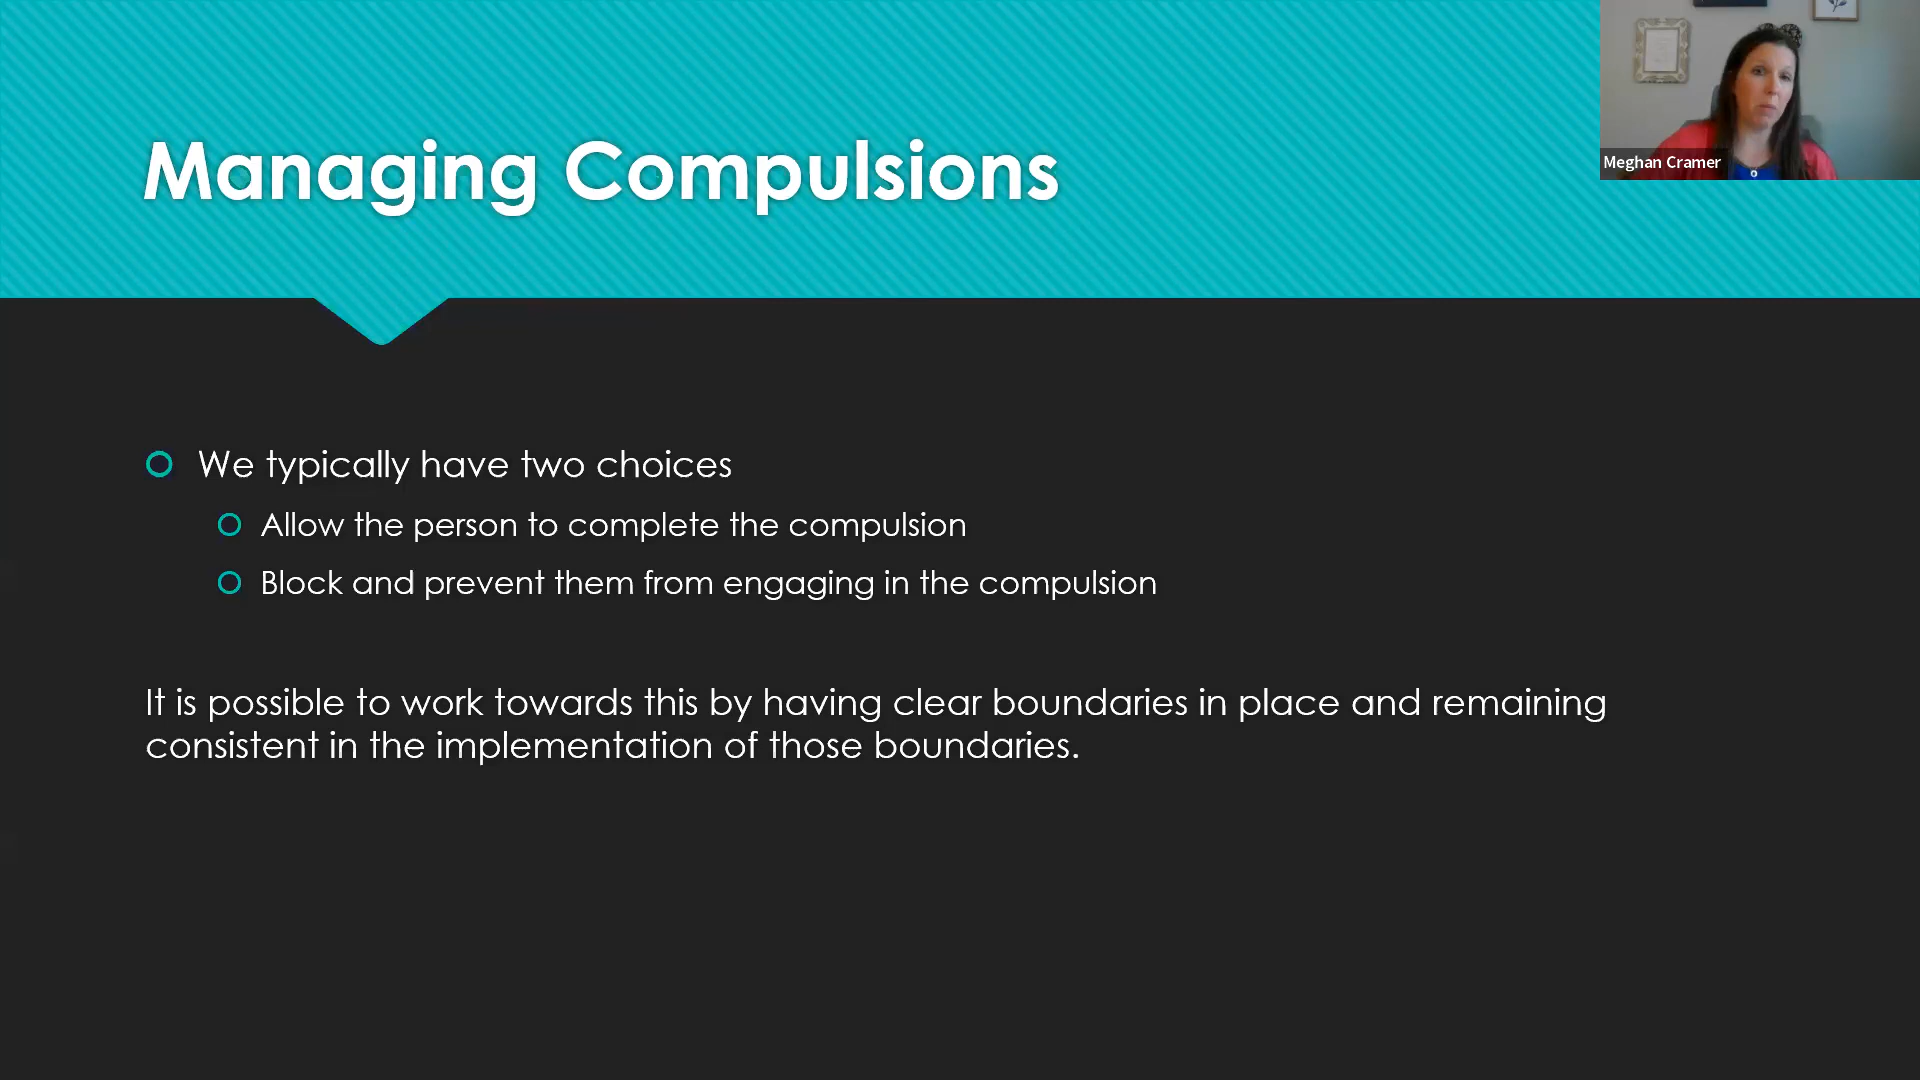 Managing Compulsions
Meghan Cramer
We typically have two choices
Allow the person to complete the compulsion
Block and prevent them from engaging in the compulsion
It is possible to work towards this by having clear boundaries in place and remaining
consistent in the implementation of those boundaries.